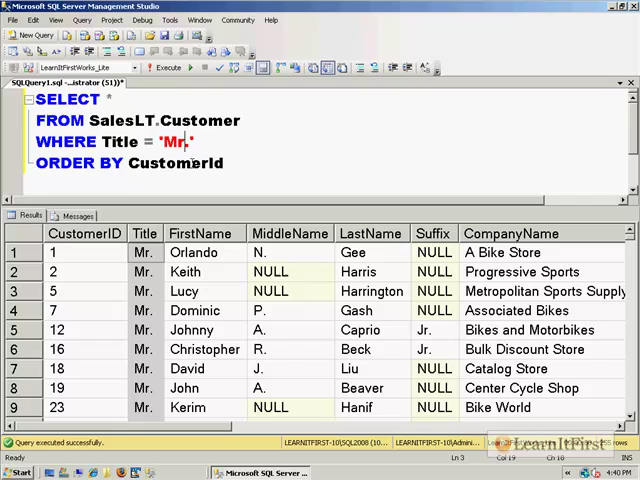 Microsoft SQL Server Management Studio
File Edit View Query Project Debug Tools Window Community Help
New Query
LearnItFirstWorks_Lite Execute
SQLQuery1.sql -...istrator (51))*
SELECT *
FROM SalesLT.Customer
WHERE Title = 'Mr.'
ORDER BY CustomerId
Results Messages
CustomerID Title FirstName MiddleName LastName Suffix CompanyName
1 1 Mr. Orlando N. Gee NULL A Bike Store
2 2 Mr. Keith NULL Harris NULL Progressive Sports
3 5 Mr. Lucy NULL Harrington NULL Metropolitan Sports Supply
4 7 Mr. Dominic P. Gash NULL Associated Bikes
5 12 Mr. Johnny A. Caprio Jr. Bikes and Motorbikes
6 16 Mr. Christopher R. Beck Jr. Bulk Discount Store
7 18 Mr. David J. Liu NULL Catalog Store
8 19 Mr. John A. Beaver NULL Center Cycle Shop
9 23 Mr. Kerim NULL Hanif NULL Bike World
Query executed successfully. LEARNITFIRST-10\SQL2008 (10... LEARNITFIRST-10\Admini... rows
LearnItFirst
Ready Ln 3 Col 19 Ch 18 INS
Start Microsoft SQL Server ... 4:40 PM